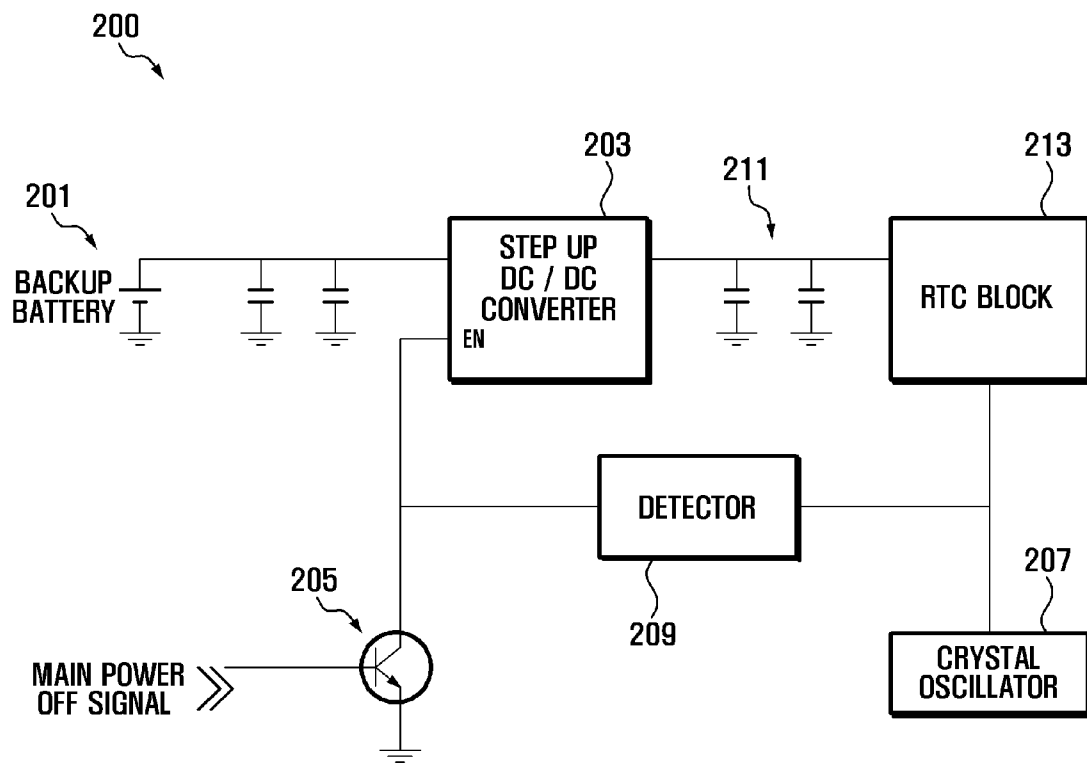 200
203
213
211
201
BACKUP
BATTERY
STEP UP
DC / DC
CONVERTER
EN
RTC BLOCK
DETECTOR
209
207
205
CRYSTAL
OSCILLATOR
MAIN POWER
OFF SIGNAL